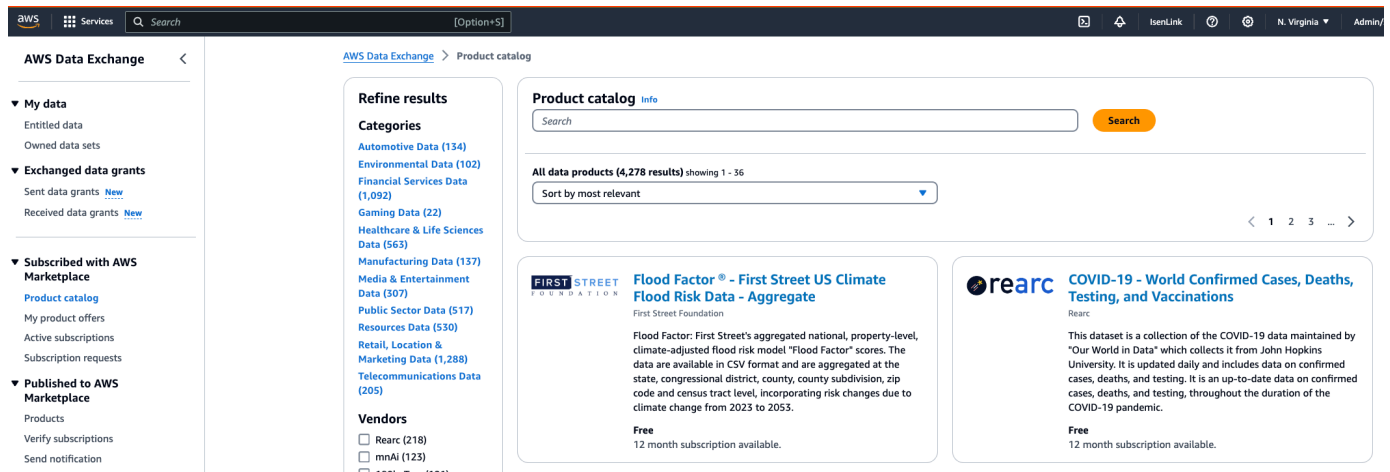 aws
Services
Search
[Option+S]
IsenLink
N. Virginia
Admin/
AWS Data Exchange
My data
Entitled data
Owned data sets
Exchanged data grants
Sent data grants New
Received data grants New
Subscribed with AWS
Marketplace
Product catalog
My product offers
Active subscriptions
Subscription requests
Published to AWS
Marketplace
Products
Verify subscriptions
Send notification
AWS Data Exchange > Product catalog
Refine results
Categories
Automotive Data (134)
Environmental Data (102)
Financial Services Data
(1,092)
Gaming Data (22)
Healthcare & Life Sciences
Data (563)
Manufacturing Data (137)
Media & Entertainment
Data (307)
Public Sector Data (517)
Resources Data (530)
Retail, Location &
Marketing Data (1,288)
Telecommunications Data
(205)
Vendors
Rearc (218)
mnAi (123)
Product catalog Info
Search
Search
All data products (4,278 results) showing 1 - 36
Sort by most relevant
< 1 2 3 ... >
FIRST STREET
FOUNDATION
Flood Factor ® - First Street US Climate
Flood Risk Data - Aggregate
First Street Foundation
Flood Factor: First Street's aggregated national, property-level,
climate-adjusted flood risk model "Flood Factor" scores. The
data are available in CSV format and are aggregated at the
state, congressional district, county, county subdivision, zip
code and census tract level, incorporating risk changes due to
climate change from 2023 to 2053.
Free
12 month subscription available.
rearc
COVID-19 - World Confirmed Cases, Deaths,
Testing, and Vaccinations
Rearc
This dataset is a collection of the COVID-19 data maintained by
"Our World in Data" which collects it from John Hopkins
University. It is updated daily and includes data on confirmed
cases, deaths, and testing. It is an up-to-date data on confirmed
cases, deaths, and testing, throughout the duration of the
COVID-19 pandemic.
Free
12 month subscription available.